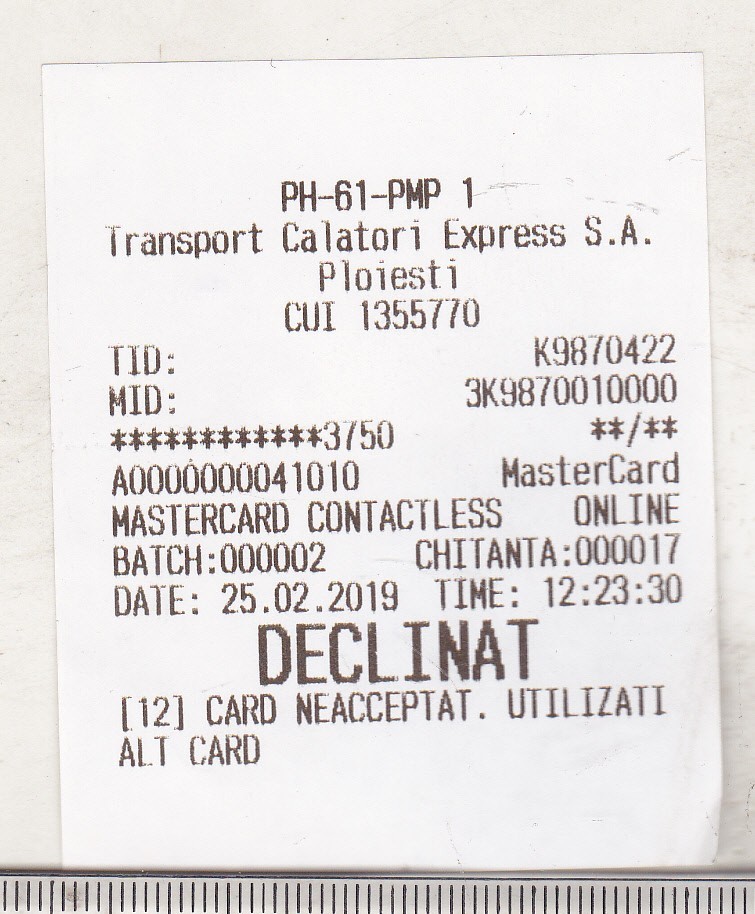 PH-61-PMP 1
Transport Calatori Express S.A.
Ploiesti
CUI 1355770
TID: K9870422
MID: 3K9870010000
************3750 **/**
A0000000041010 MasterCard
MASTERCARD CONTACTLESS ONLINE
BATCH:000002 CHITANTA:000017
DATE: 25.02.2019 TIME: 12:23:30
DECLINAT
[12] CARD NEACCEPTAT. UTILIZATI
ALT CARD